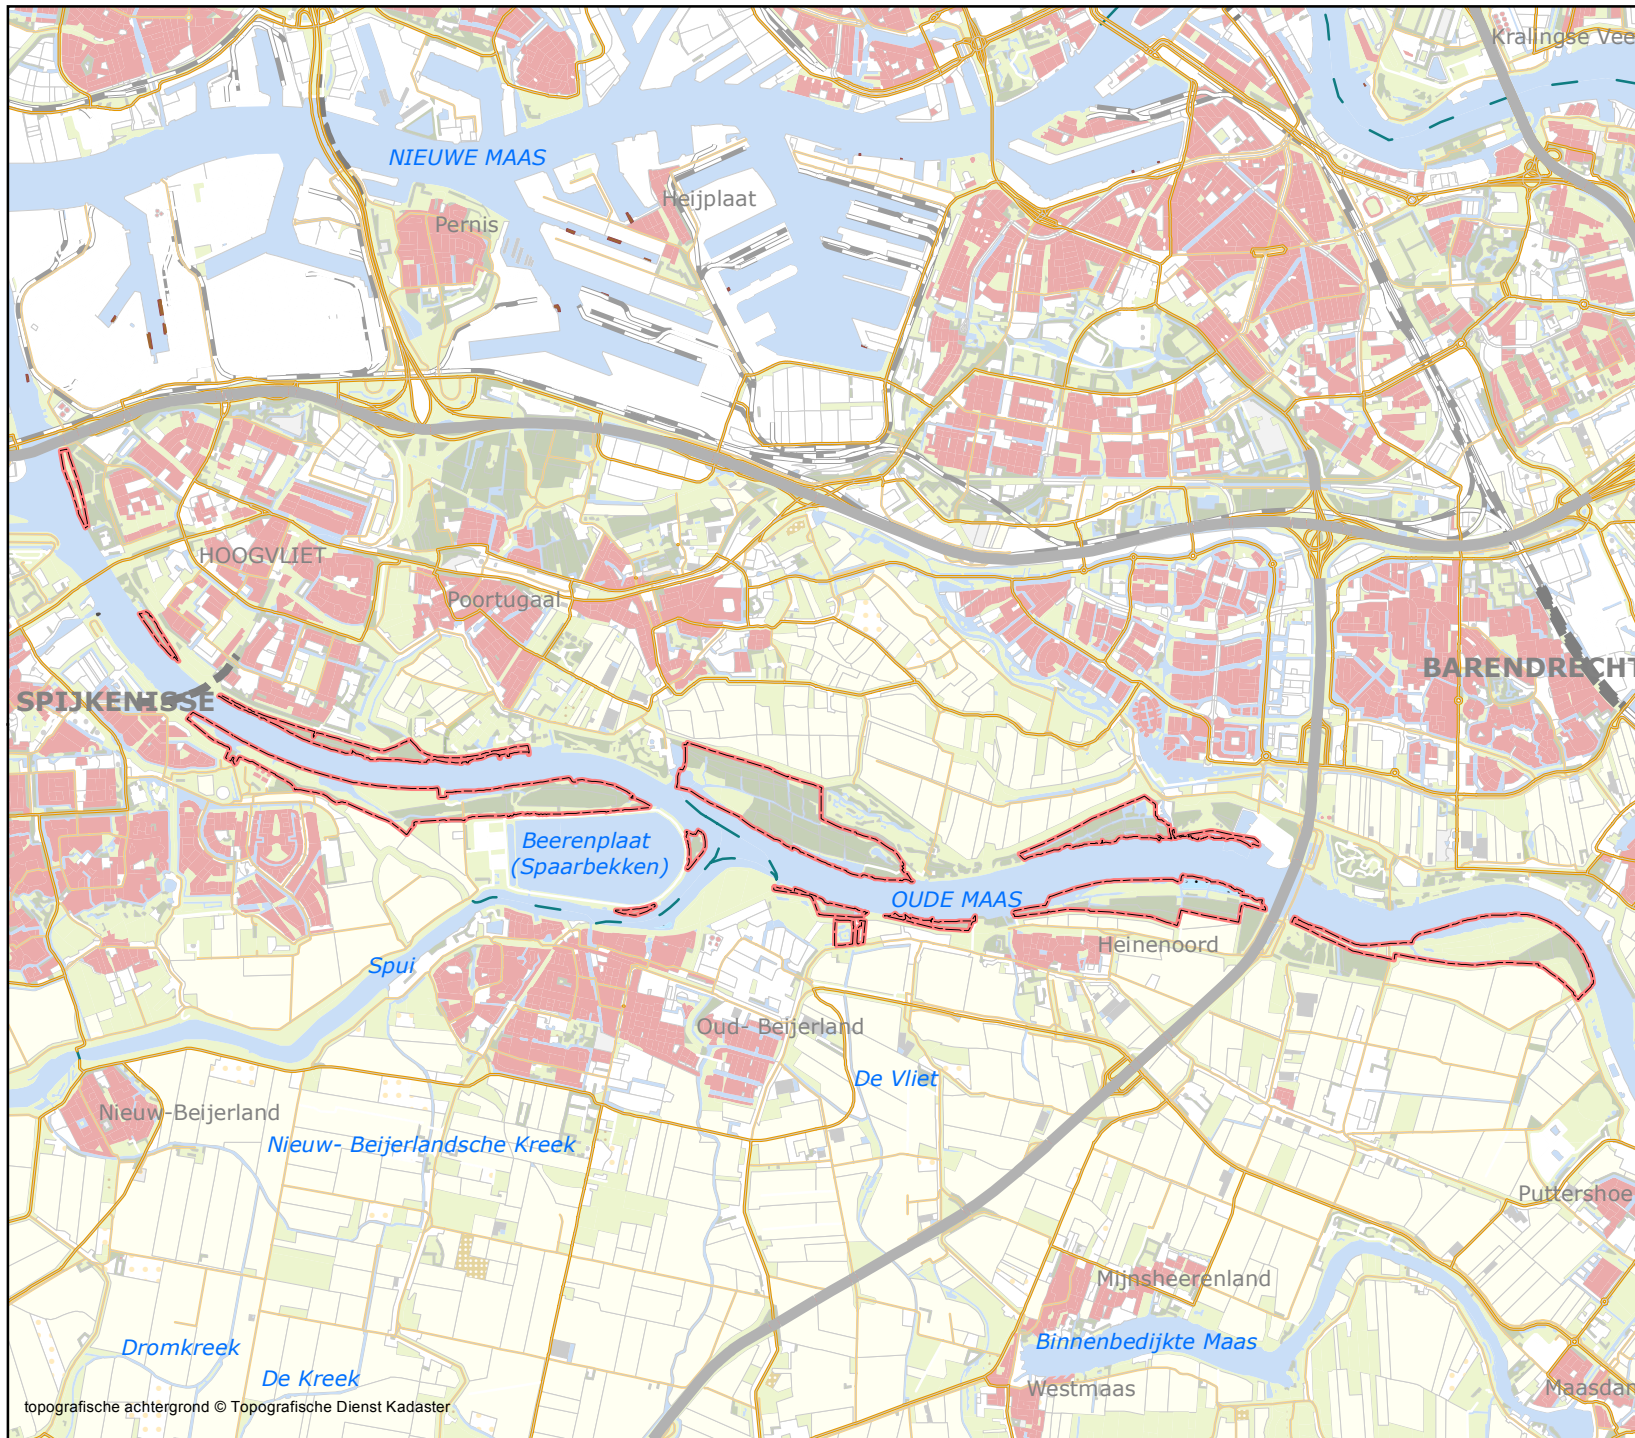 Kralingse Vee
NIEUWE MAAS
Heijplaat
Pernis
HOOGVLIET
Poortugaal
BARENDRECHT
SPIJKENISSE
Beerenplaat
(Spaarbekken)
OUDE MAAS
Heinenoord
Spui
Oud- Beijerland
De Vliet
Nieuw-Beijerland
Nieuw- Beijerlandsche Kreek
Puttershoe
Mijnsheerenland
Binnenbedijkte Maas
Dromkreek
De Kreek
Westmaas
Maasdam
topografische achtergrond © Topografische Dienst Kadaster